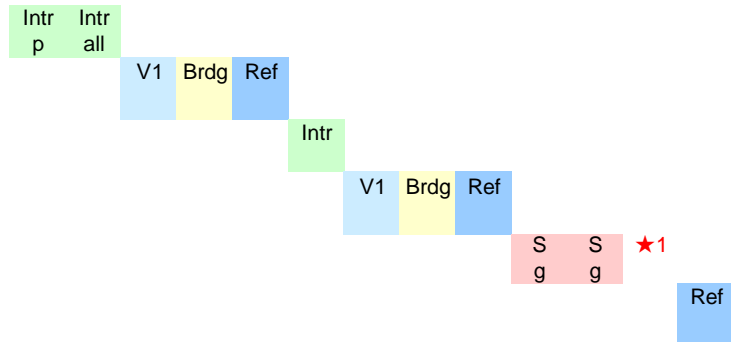 Intr Intr
p all
V1 Brdg Ref
Intr
V1 Brdg Ref
S S ★1
g g
Ref